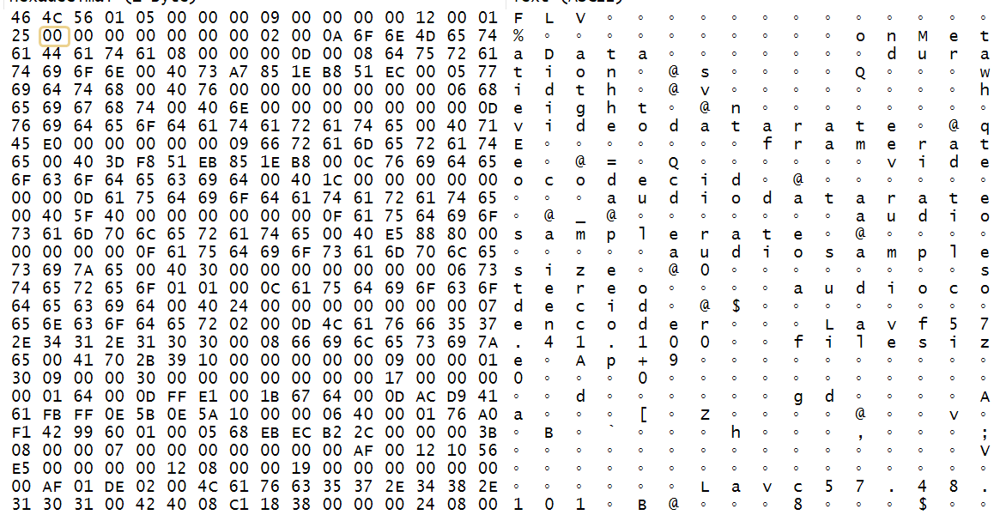 46 4C 56 01 05 00 00 00 09 00 00 00 00 12 00 01 F L V ◦ ◦ ◦ ◦ ◦ ◦ ◦ ◦ ◦ ◦ ◦ ◦ ◦
25 00 00 00 00 00 00 00 02 00 0A 6F 6E 4D 65 74 % ◦ ◦ ◦ ◦ ◦ ◦ ◦ ◦ ◦ ◦ o n M e t
61 44 61 74 61 08 00 00 00 0D 00 08 64 75 72 61 a D a t a ◦ ◦ ◦ ◦ ◦ ◦ ◦ d u r a
74 69 6F 6E 00 40 73 A7 85 1E B8 51 EC 00 05 77 t i o n ◦ @ s ◦ ◦ ◦ ◦ Q ◦ ◦ ◦ w
69 64 74 68 00 40 76 00 00 00 00 00 00 00 06 68 i d t h ◦ @ v ◦ ◦ ◦ ◦ ◦ ◦ ◦ ◦ h
65 69 67 68 74 00 40 6E 00 00 00 00 00 00 00 0D e i g h t ◦ @ n ◦ ◦ ◦ ◦ ◦ ◦ ◦ ◦
76 69 64 65 6F 64 61 74 61 72 61 74 65 00 40 71 v i d e o d a t a r a t e ◦ @ q
45 E0 00 00 00 00 00 09 66 72 61 6D 65 72 61 74 E ◦ ◦ ◦ ◦ ◦ ◦ ◦ f r a m e r a t
65 00 40 3D F8 51 EB 85 1E B8 00 0C 76 69 64 65 e ◦ @ = ◦ Q ◦ ◦ ◦ ◦ ◦ ◦ v i d e
6F 63 6F 64 65 63 69 64 00 40 1C 00 00 00 00 00 o c o d e c i d ◦ @ ◦ ◦ ◦ ◦ ◦ ◦
00 00 0D 61 75 64 69 6F 64 61 74 61 72 61 74 65 ◦ ◦ ◦ a u d i o d a t a r a t e
00 40 5F 40 00 00 00 00 00 00 0F 61 75 64 69 6F ◦ @ _ @ ◦ ◦ ◦ ◦ ◦ ◦ ◦ a u d i o
73 61 6D 70 6C 65 72 61 74 65 00 40 E5 88 80 00 s a m p l e r a t e ◦ @ ◦ ◦ ◦ ◦
00 00 00 00 0F 61 75 64 69 6F 73 61 6D 70 6C 65 ◦ ◦ ◦ ◦ ◦ a u d i o s a m p l e
73 69 7A 65 00 40 30 00 00 00 00 00 00 00 06 73 s i z e ◦ @ 0 ◦ ◦ ◦ ◦ ◦ ◦ ◦ ◦ s
74 65 72 65 6F 01 01 00 0C 61 75 64 69 6F 63 6F t e r e o ◦ ◦ ◦ ◦ a u d i o c o
64 65 63 69 64 00 40 24 00 00 00 00 00 00 00 07 d e c i d ◦ @ $ ◦ ◦ ◦ ◦ ◦ ◦ ◦ ◦
65 6E 63 6F 64 65 72 02 00 0D 4C 61 76 66 35 37 e n c o d e r ◦ ◦ ◦ L a v f 5 7
2E 34 31 2E 31 30 30 00 08 66 69 6C 65 73 69 7A . 4 1 . 1 0 0 ◦ ◦ f i l e s i z
65 00 41 70 2B 39 10 00 00 00 00 00 09 00 00 01 e ◦ A p + 9 ◦ ◦ ◦ ◦ ◦ ◦ ◦ ◦ ◦ ◦
30 09 00 00 30 00 00 00 00 00 00 00 17 00 00 00 0 ◦ ◦ ◦ 0 ◦ ◦ ◦ ◦ ◦ ◦ ◦ ◦ ◦ ◦ ◦
00 01 64 00 0D FF E1 00 1B 67 64 00 0D AC D9 41 ◦ ◦ d ◦ ◦ ◦ ◦ ◦ ◦ g d ◦ ◦ ◦ ◦ A
61 FB FF 0E 5B 0E 5A 10 00 00 06 40 00 01 76 A0 a ◦ ◦ ◦ [ ◦ Z ◦ ◦ ◦ ◦ @ ◦ ◦ v ◦
F1 42 99 60 01 00 05 68 EB EC B2 2C 00 00 00 3B ◦ B ◦ ` ◦ ◦ ◦ h ◦ ◦ ◦ , ◦ ◦ ◦ ;
08 00 00 07 00 00 00 00 00 00 00 AF 00 12 10 56 ◦ ◦ ◦ ◦ ◦ ◦ ◦ ◦ ◦ ◦ ◦ ◦ ◦ ◦ ◦ V
E5 00 00 00 00 12 08 00 00 19 00 00 00 00 00 00 ◦ ◦ ◦ ◦ ◦ ◦ ◦ ◦ ◦ ◦ ◦ ◦ ◦ ◦ ◦ ◦
00 AF 01 DE 02 00 4C 61 76 63 35 37 2E 34 38 2E ◦ ◦ ◦ ◦ ◦ ◦ L a v c 5 7 . 4 8 .
31 30 31 00 42 40 08 C1 18 38 00 00 00 24 08 00 1 0 1 ◦ B @ ◦ ◦ ◦ 8 ◦ ◦ ◦ $ ◦ ◦